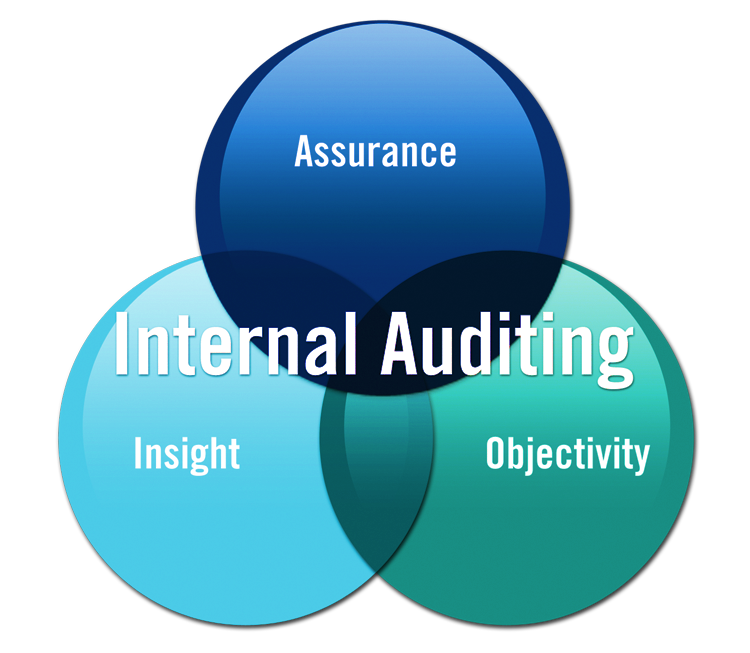 Assurance
Internal Auditing
Insight
Objectivity